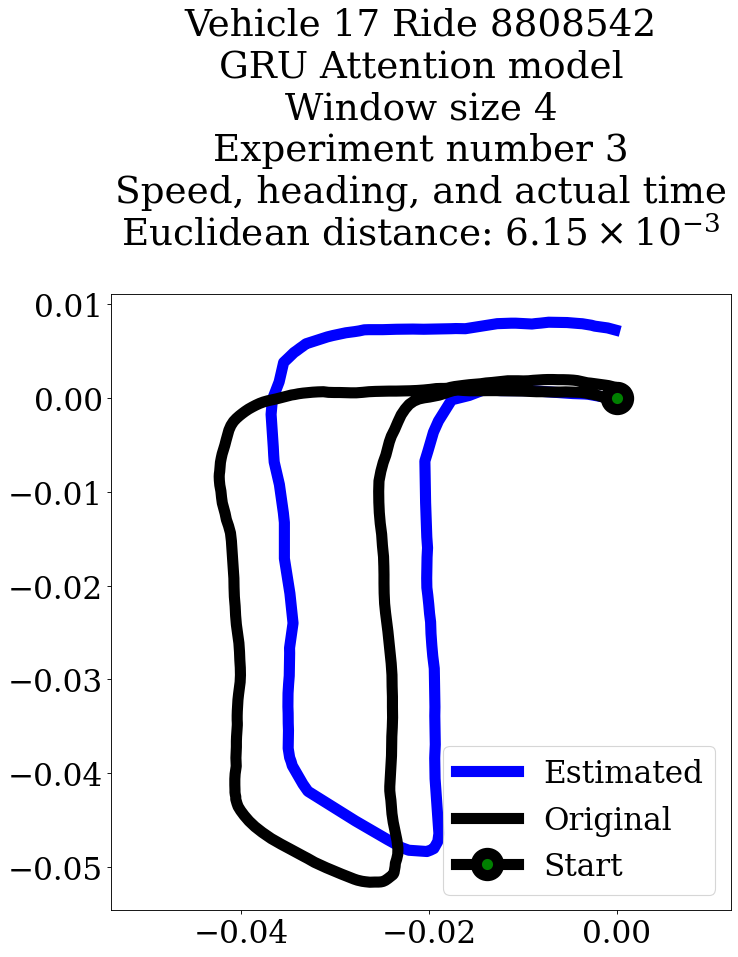 Vehicle 17 Ride 8808542
GRU Attention model
Window size 4
Experiment number 3
Speed, heading, and actual time
Euclidean distance: 6.15 × 10⁻³
0.01
0.00
−0.01
−0.02
−0.03
−0.04
−0.05
Estimated
Original
Start
−0.04
−0.02
0.00